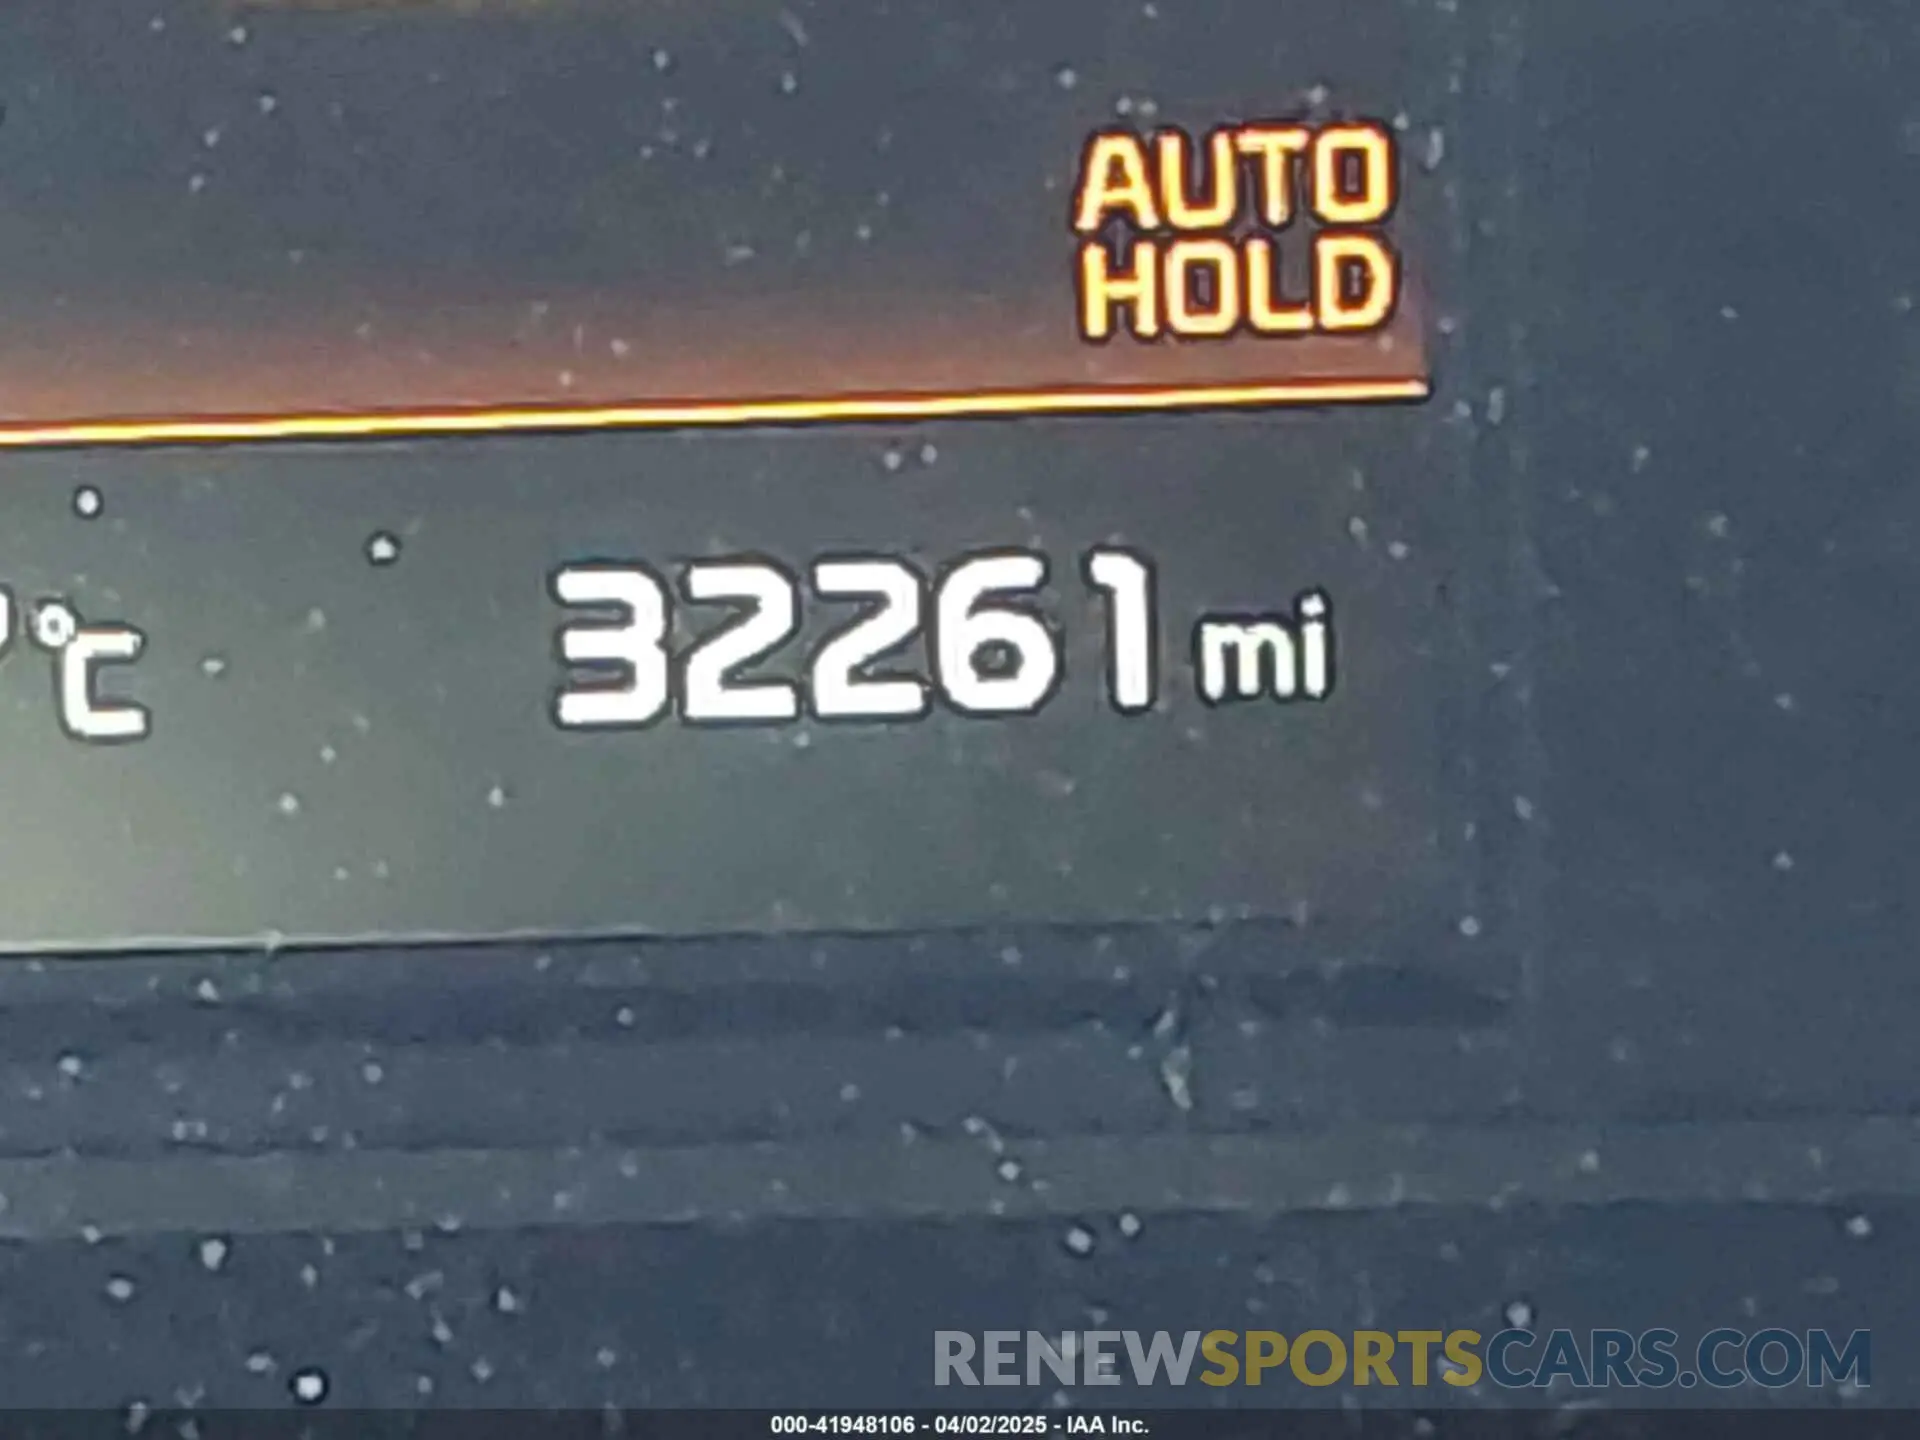 AUTO
HOLD
°C 32261 mi
RENEWSPORTSCARS.COM
000-41948106 - 04/02/2025 - IAA Inc.